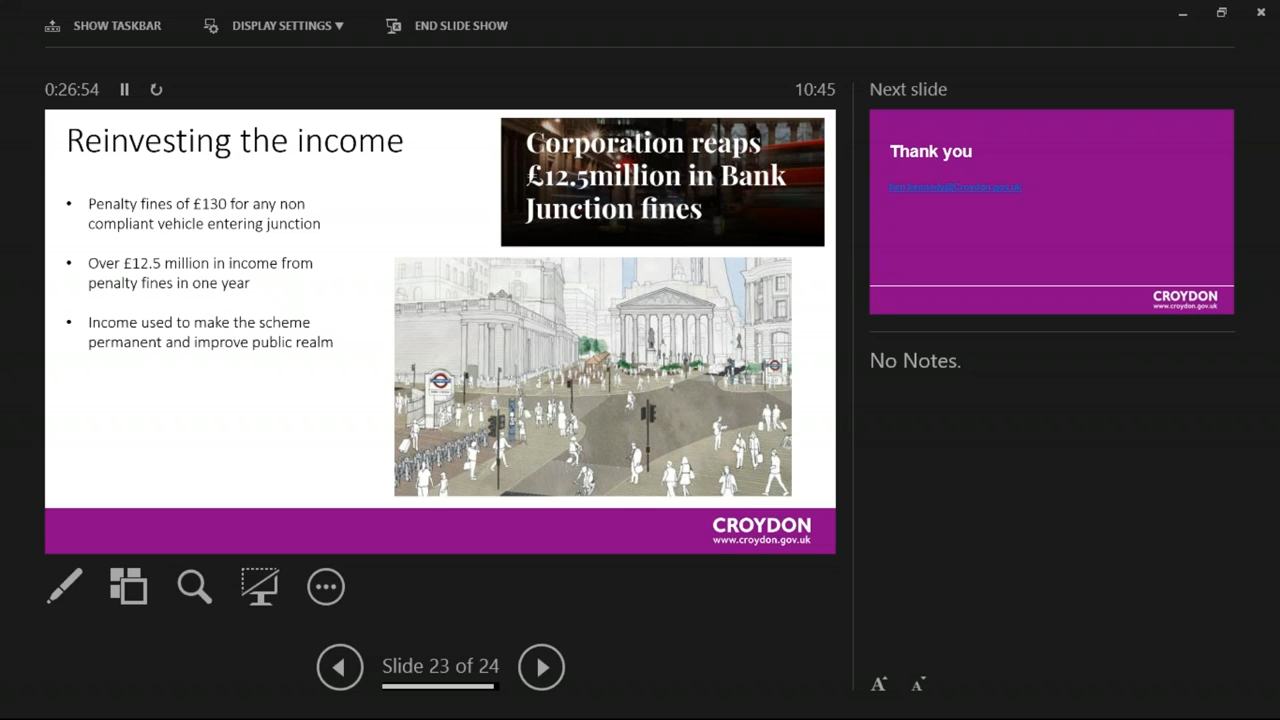 SHOW TASKBAR
DISPLAY SETTINGS ▼
END SLIDE SHOW
0:26:54
10:45
Reinvesting the income
Corporation reaps
£12.5million in Bank
Junction fines
• Penalty fines of £130 for any non
compliant vehicle entering junction
• Over £12.5 million in income from
penalty fines in one year
• Income used to make the scheme
permanent and improve public realm
CROYDON
www.croydon.gov.uk
Slide 23 of 24
Next slide
Thank you
CROYDON
www.croydon.gov.uk
No Notes.
A
A